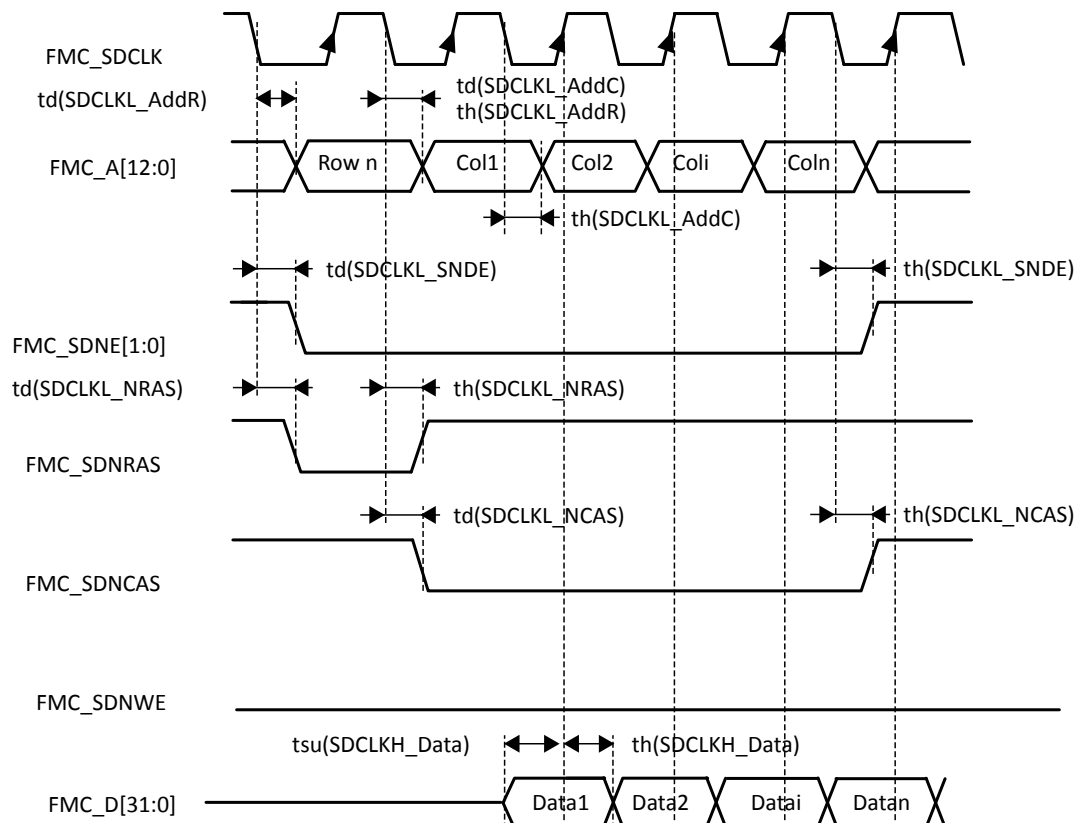 FMC_SDCLK
td(SDCLKL_AddR)
td(SDCLKL_AddC)
th(SDCLKL_AddR)
FMC_A[12:0]
Row n
Col1
Col2
Coli
Coln
th(SDCLKL_AddC)
td(SDCLKL_SNDE)
th(SDCLKL_SNDE)
FMC_SDNE[1:0]
td(SDCLKL_NRAS)
th(SDCLKL_NRAS)
FMC_SDNRAS
td(SDCLKL_NCAS)
th(SDCLKL_NCAS)
FMC_SDNCAS
FMC_SDNWE
tsu(SDCLKH_Data)
th(SDCLKH_Data)
FMC_D[31:0]
Data1
Data2
Datai
Datan